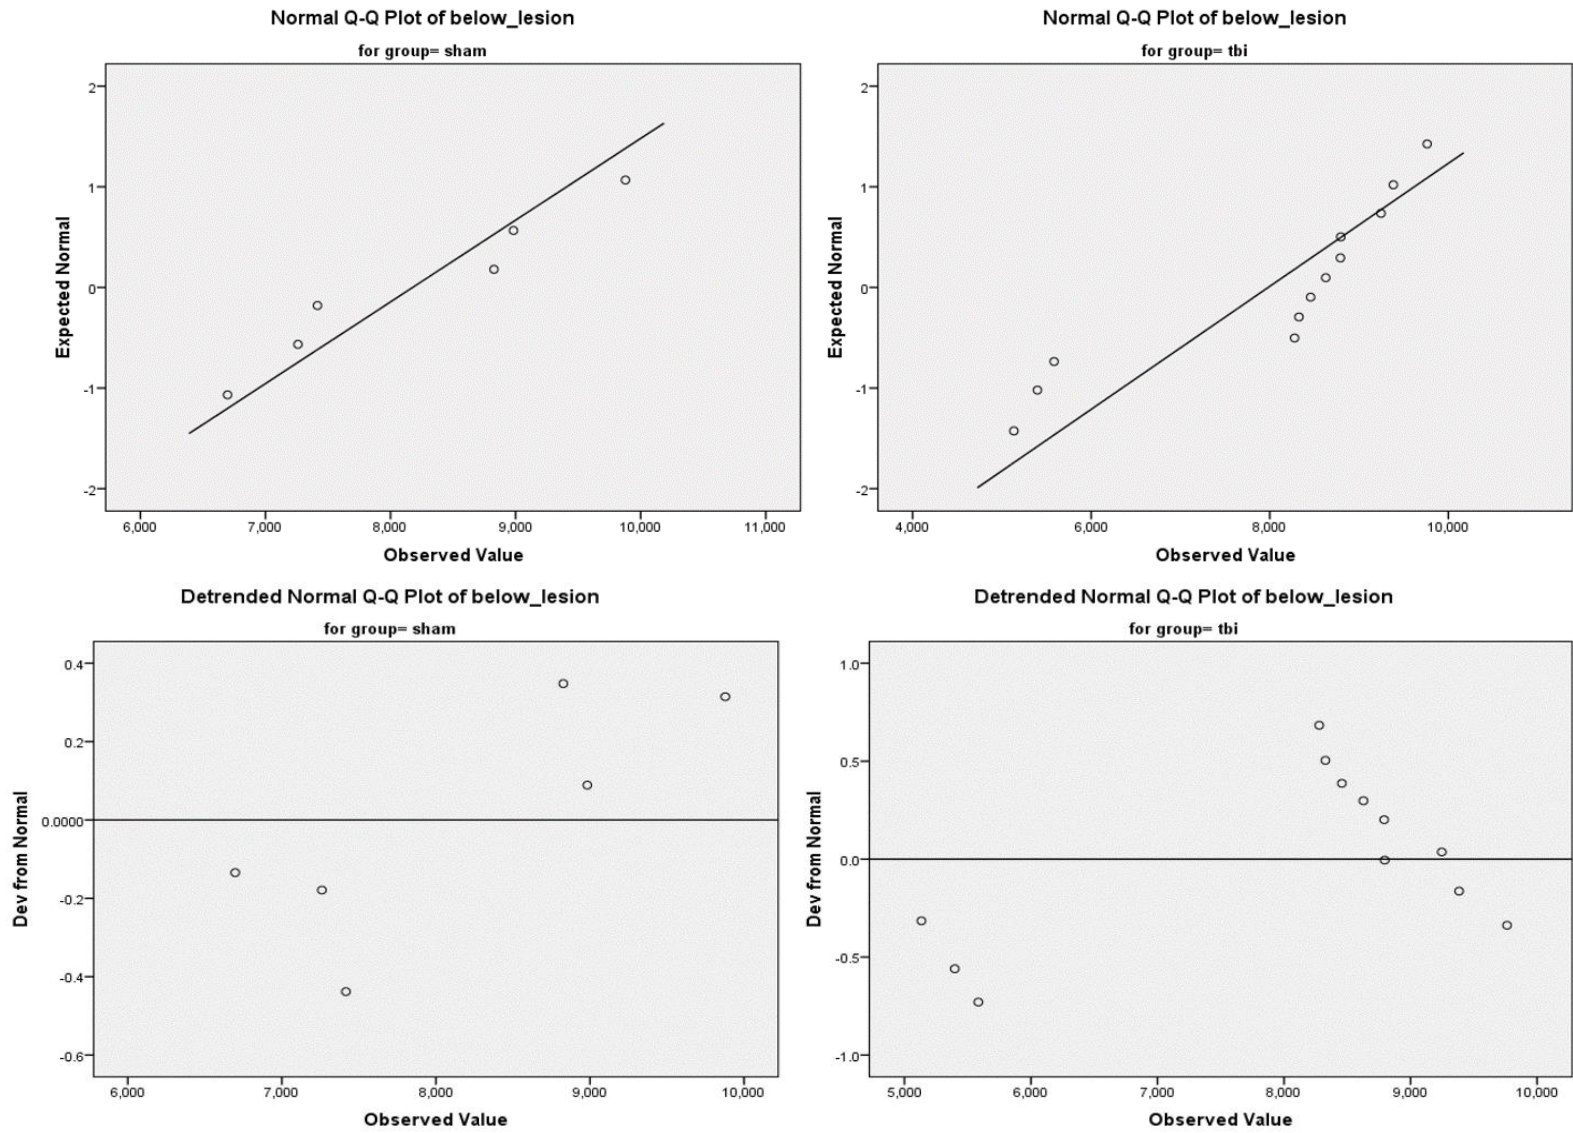 Normal Q-Q Plot of below_lesion
for group= sham
2
1
0
-1
-2
Expected Normal
6,000 7,000 8,000 9,000 10,000 11,000
Observed Value
Normal Q-Q Plot of below_lesion
for group= tbi
2
1
0
-1
-2
Expected Normal
4,000 6,000 8,000 10,000
Observed Value
Detrended Normal Q-Q Plot of below_lesion
for group= sham
0.4
0.2
0.0000
-0.2
-0.4
-0.6
Dev from Normal
6,000 7,000 8,000 9,000 10,000
Observed Value
Detrended Normal Q-Q Plot of below_lesion
for group= tbi
1.0
0.5
0.0
-0.5
-1.0
Dev from Normal
5,000 6,000 7,000 8,000 9,000 10,000
Observed Value